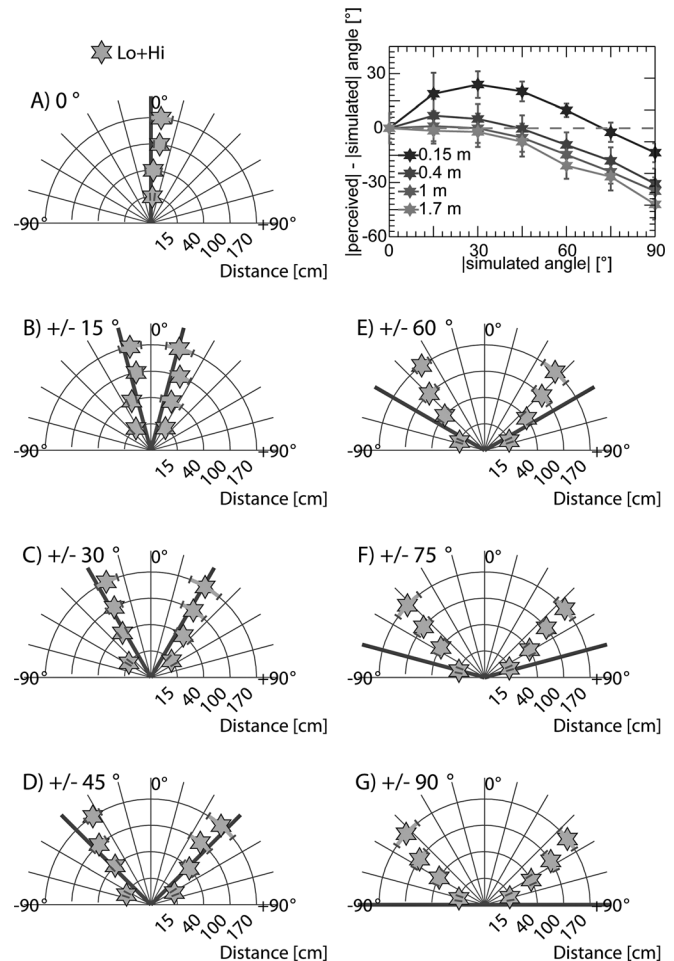 Lo+Hi
A) 0 °
0°
-90°
+90°
15 40 100 170
Distance [cm]
|perceived| - |simulated| angle [°]
30
0
-30
-60
0.15 m
0.4 m
1 m
1.7 m
0 30 60 90
|simulated angle| [°]
B) +/- 15 °
0°
-90°
+90°
15 40 100 170
Distance [cm]
E) +/- 60 °
0°
-90°
+90°
15 40 100 170
Distance [cm]
C) +/- 30 °
0°
-90°
+90°
15 40 100 170
Distance [cm]
F) +/- 75 °
0°
-90°
+90°
15 40 100 170
Distance [cm]
D) +/- 45 °
0°
-90°
+90°
15 40 100 170
Distance [cm]
G) +/- 90 °
0°
-90°
+90°
15 40 100 170
Distance [cm]